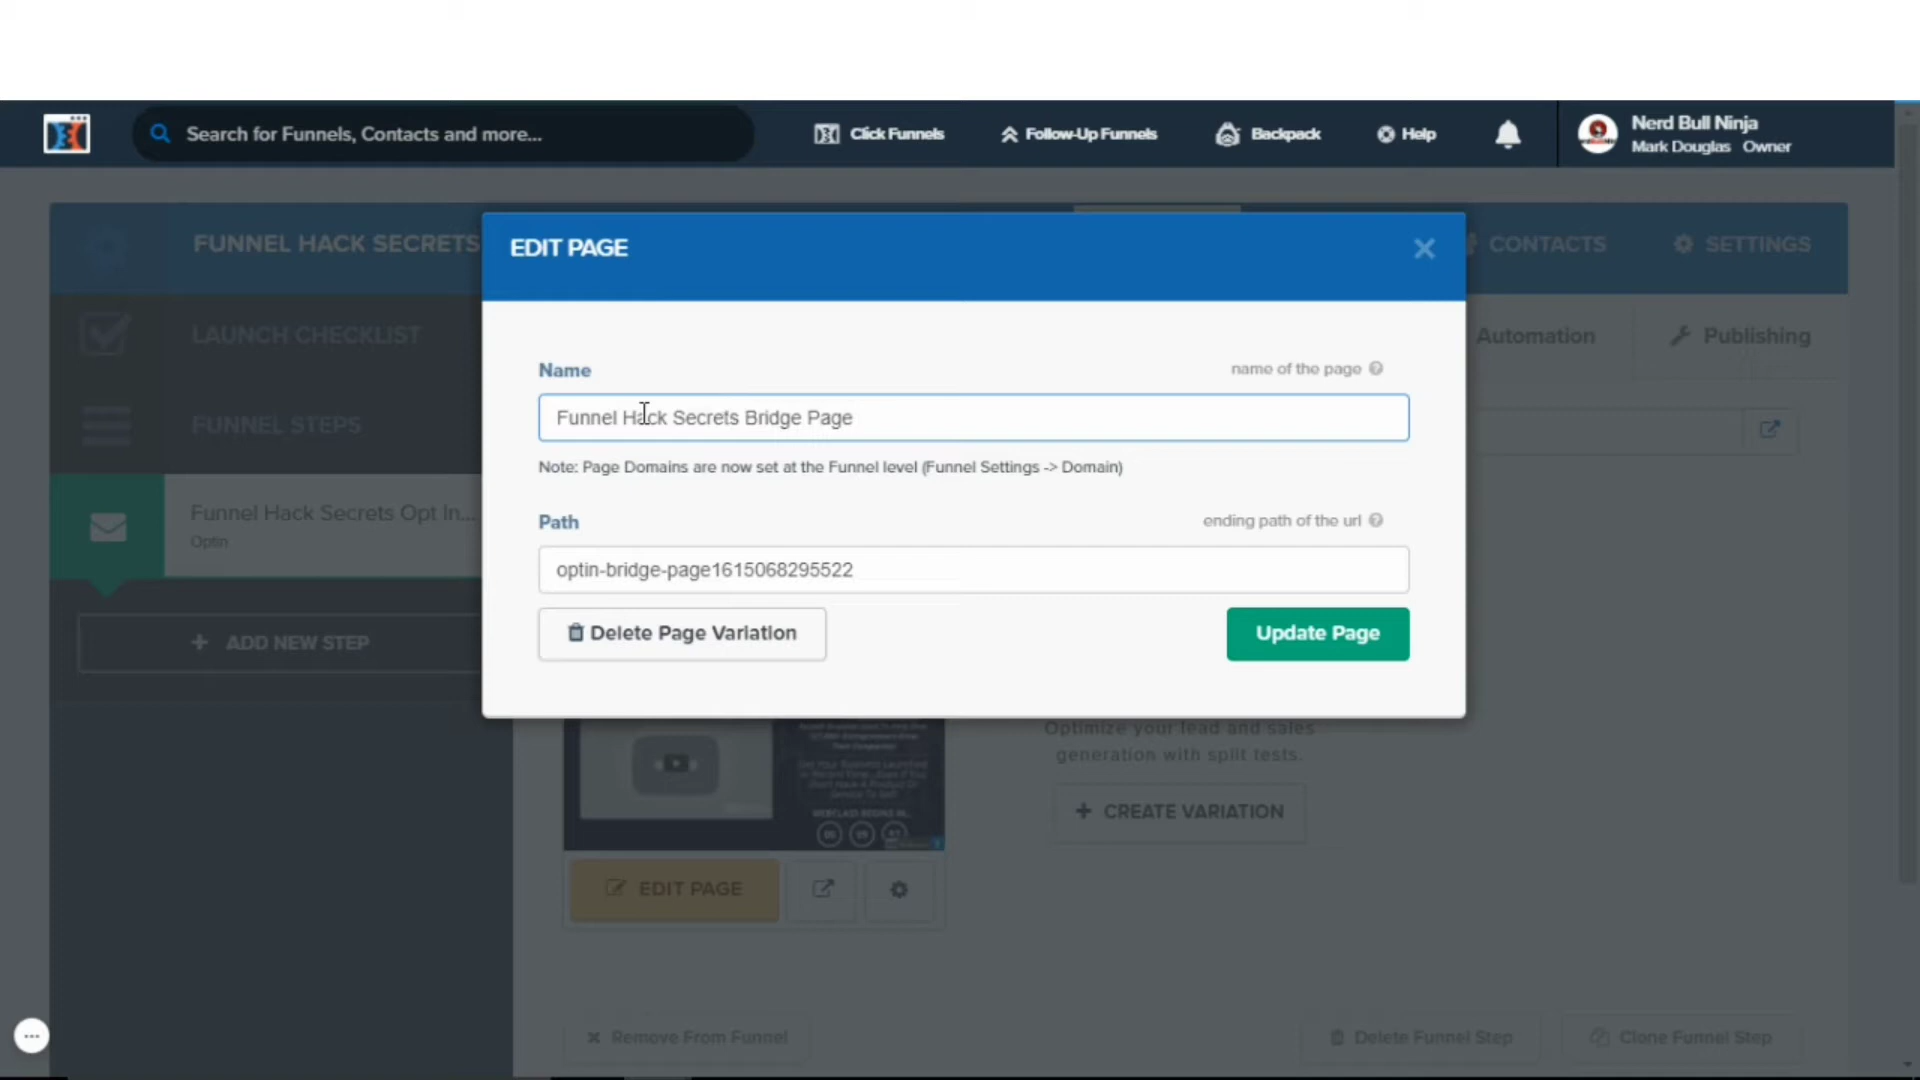 Search for Funnels, Contacts and more...
Click Funnels
Follow-Up Funnels
Backpack
Help
Nerd Bull Ninja
Mark Douglas Owner
FUNNEL HACK SECRETS
EDIT PAGE
CONTACTS
SETTINGS
LAUNCH CHECKLIST
Automation
Publishing
Name
name of the page
Funnel Hack Secrets Bridge Page
Note: Page Domains are now set at the Funnel level (Funnel Settings -> Domain)
FUNNEL STEPS
Funnel Hack Secrets Opt In...
Optin
Path
ending path of the url
optin-bridge-page1615068295522
Delete Page Variation
Update Page
+ ADD NEW STEP
Optimize your lead and sales
generation with split tests.
+ CREATE VARIATION
EDIT PAGE
Remove From Funnel
Delete Funnel Step
Clone Funnel Step